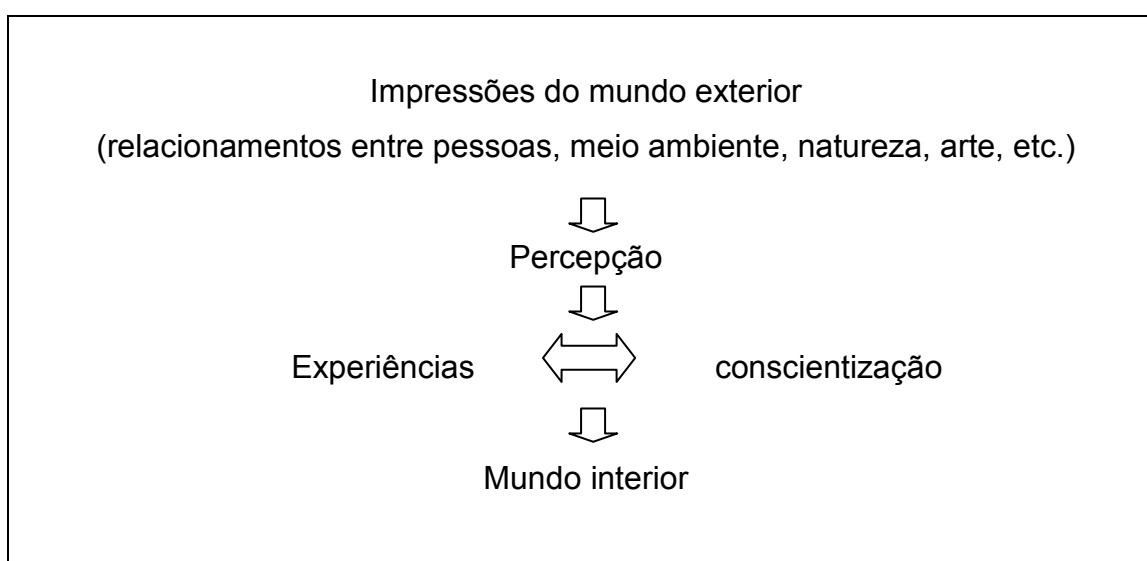 Impressões do mundo exterior
(relacionamentos entre pessoas, meio ambiente, natureza, arte, etc.)
Percepção
Experiências conscientização
Mundo interior